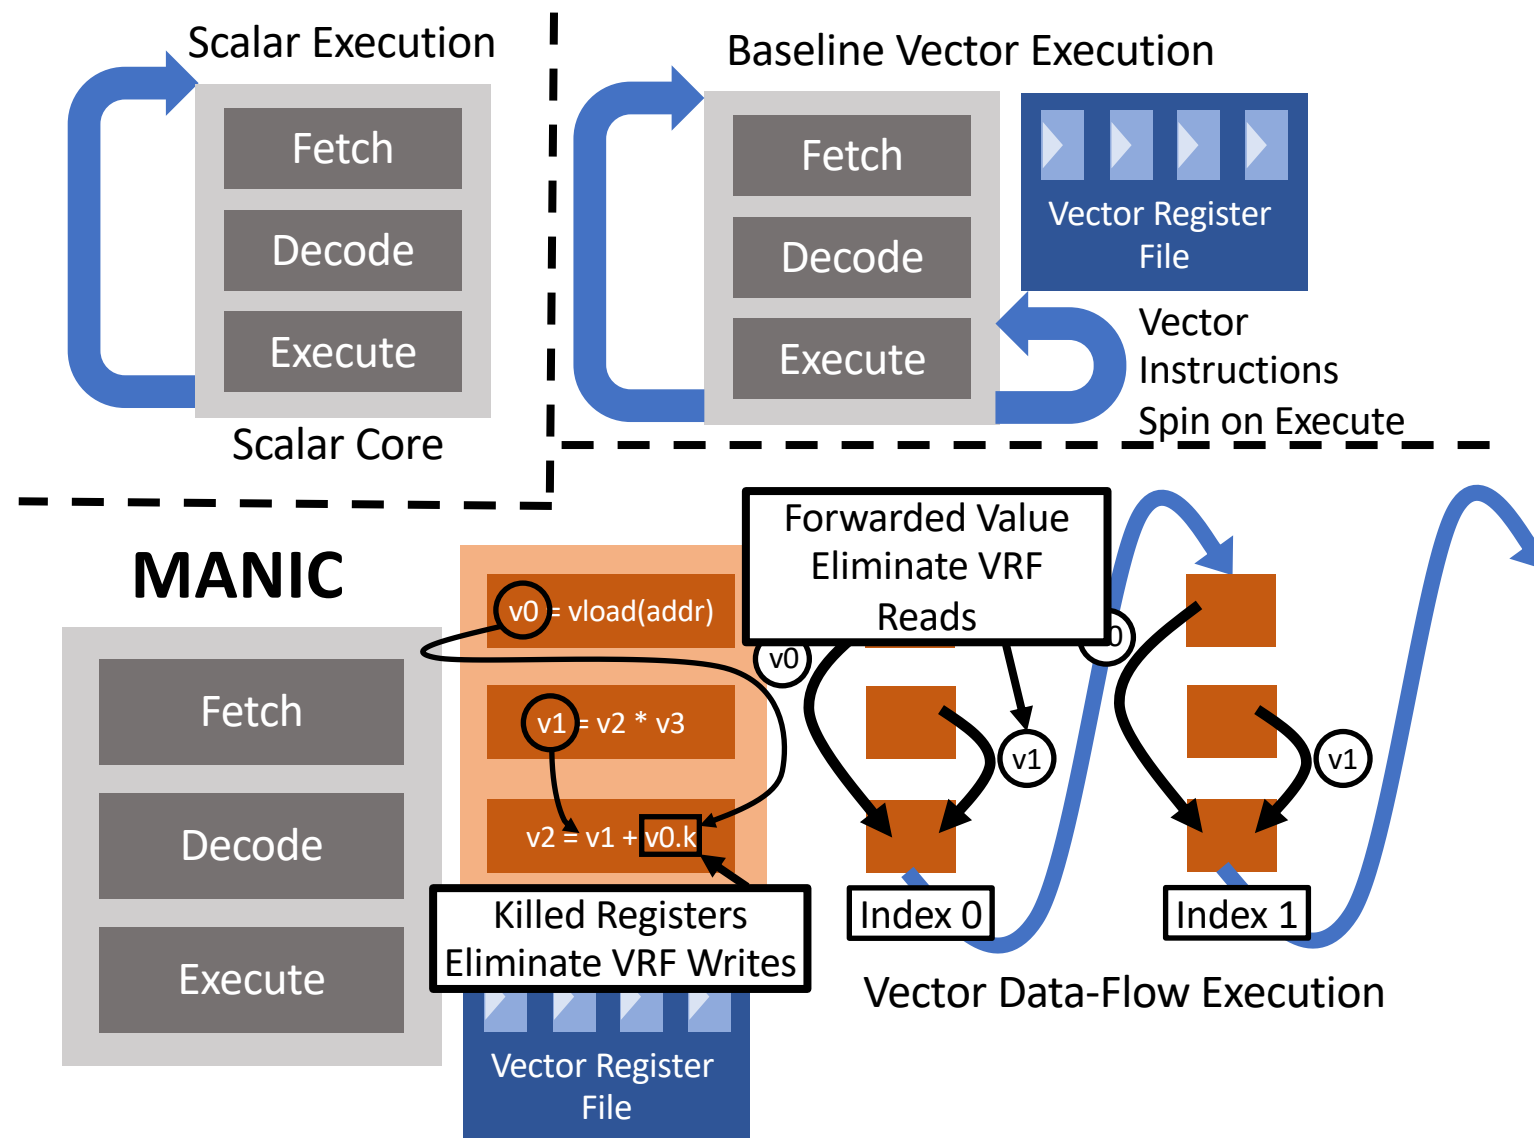 Scalar Execution
Fetch
Decode
Execute
Scalar Core
Baseline Vector Execution
Fetch
Decode
Execute
Vector Register
File
Vector
Instructions
Spin on Execute
MANIC
Fetch
Decode
Execute
v0 = vload(addr)
v1 = v2 * v3
v2 = v1 + v0.k
Killed Registers
Eliminate VRF Writes
Vector Register
File
Forwarded Value
Eliminate VRF
Reads
v0
v1
Index 0
v1
Index 1
Vector Data-Flow Execution